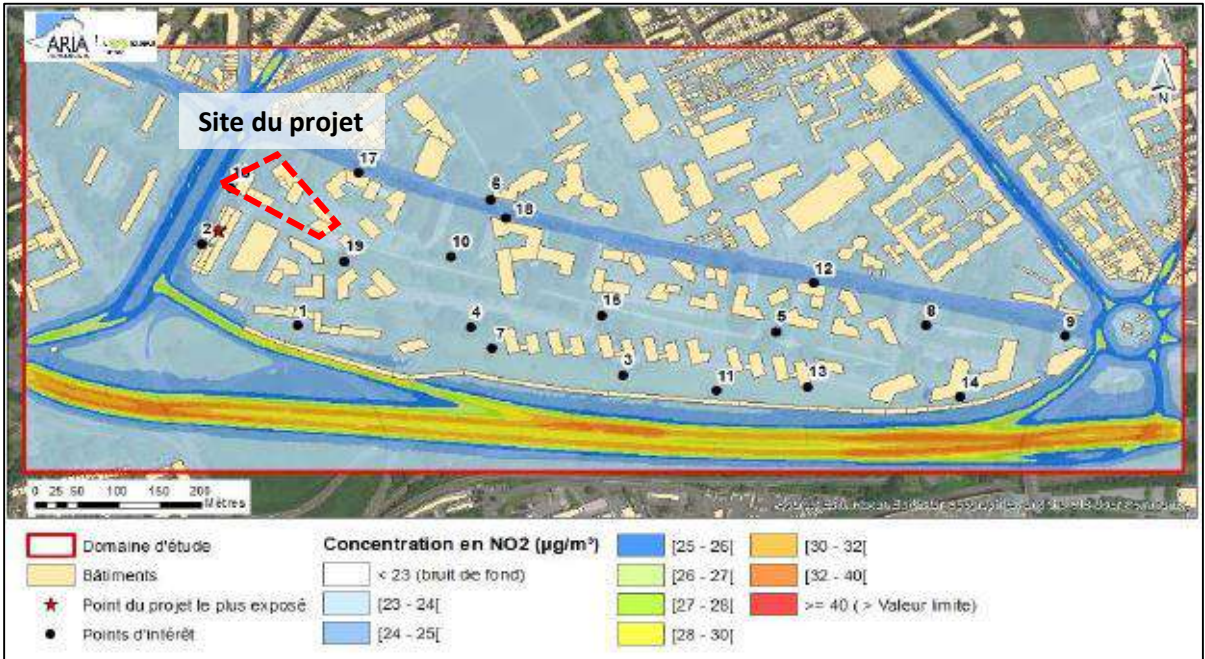 ARIA
Site du projet
N
17
6
18
2
19
10
12
1
4
16
5
8
9
7
3
11
13
14
0 25 50 100 150 200
Mètres
Domaine d'étude
Bâtiments
Point du projet le plus exposé
Points d'intérêt
Concentration en NO2 (µg/m³)
< 23 (bruit de fond)
[23 - 24[
[24 - 25[
[25 - 26[
[26 - 27[
[27 - 28[
[28 - 30[
[30 - 32[
[32 - 40[
>= 40 ( > Valeur limite)